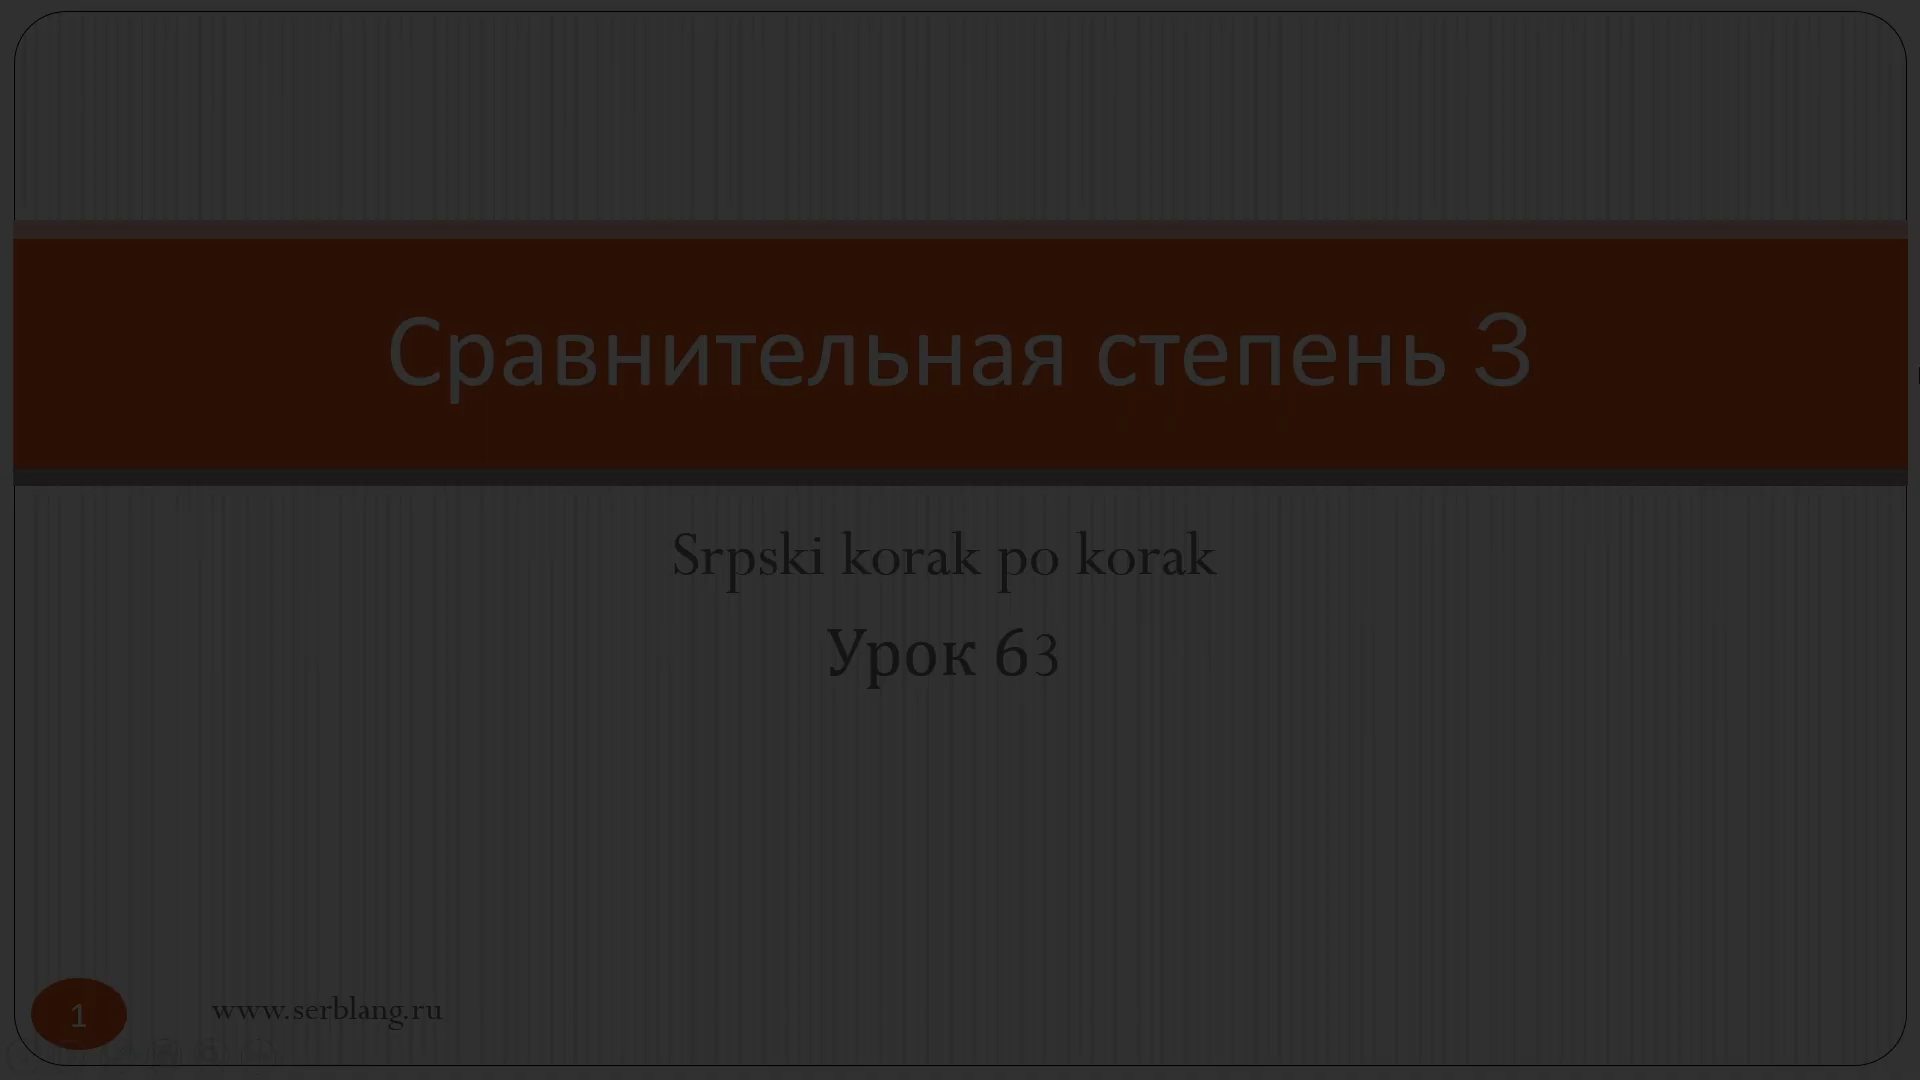 Сравнительная степень 3
Srpski korak po korak
Урок 63
1
www.serblang.ru